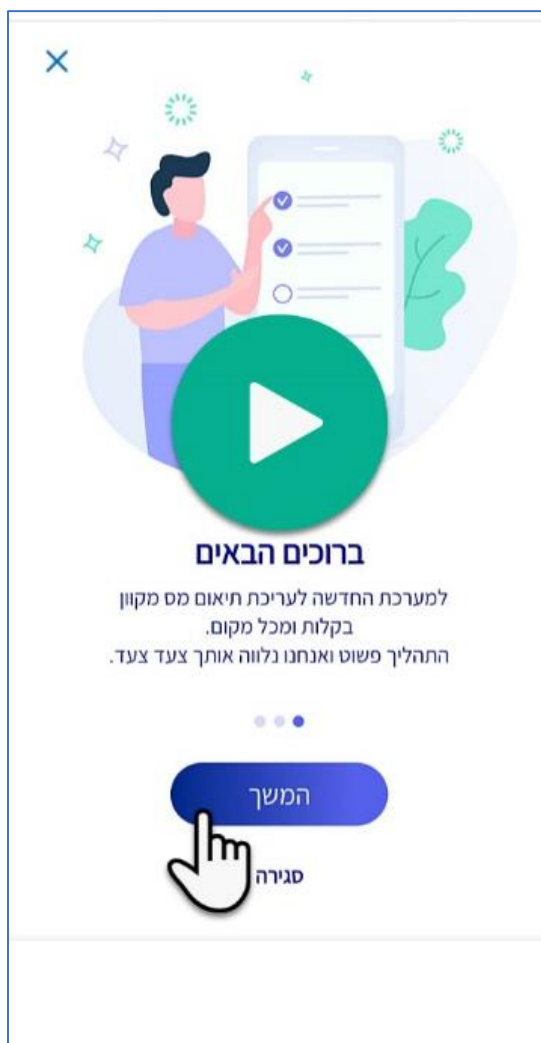 ברוכים הבאים
למערכת החדשה לעריכת תיאום מס מקוון
בקלות ומכל מקום.
התהליך פשוט ואנחנו נלווה אותך צעד צעד.
המשך
סגירה